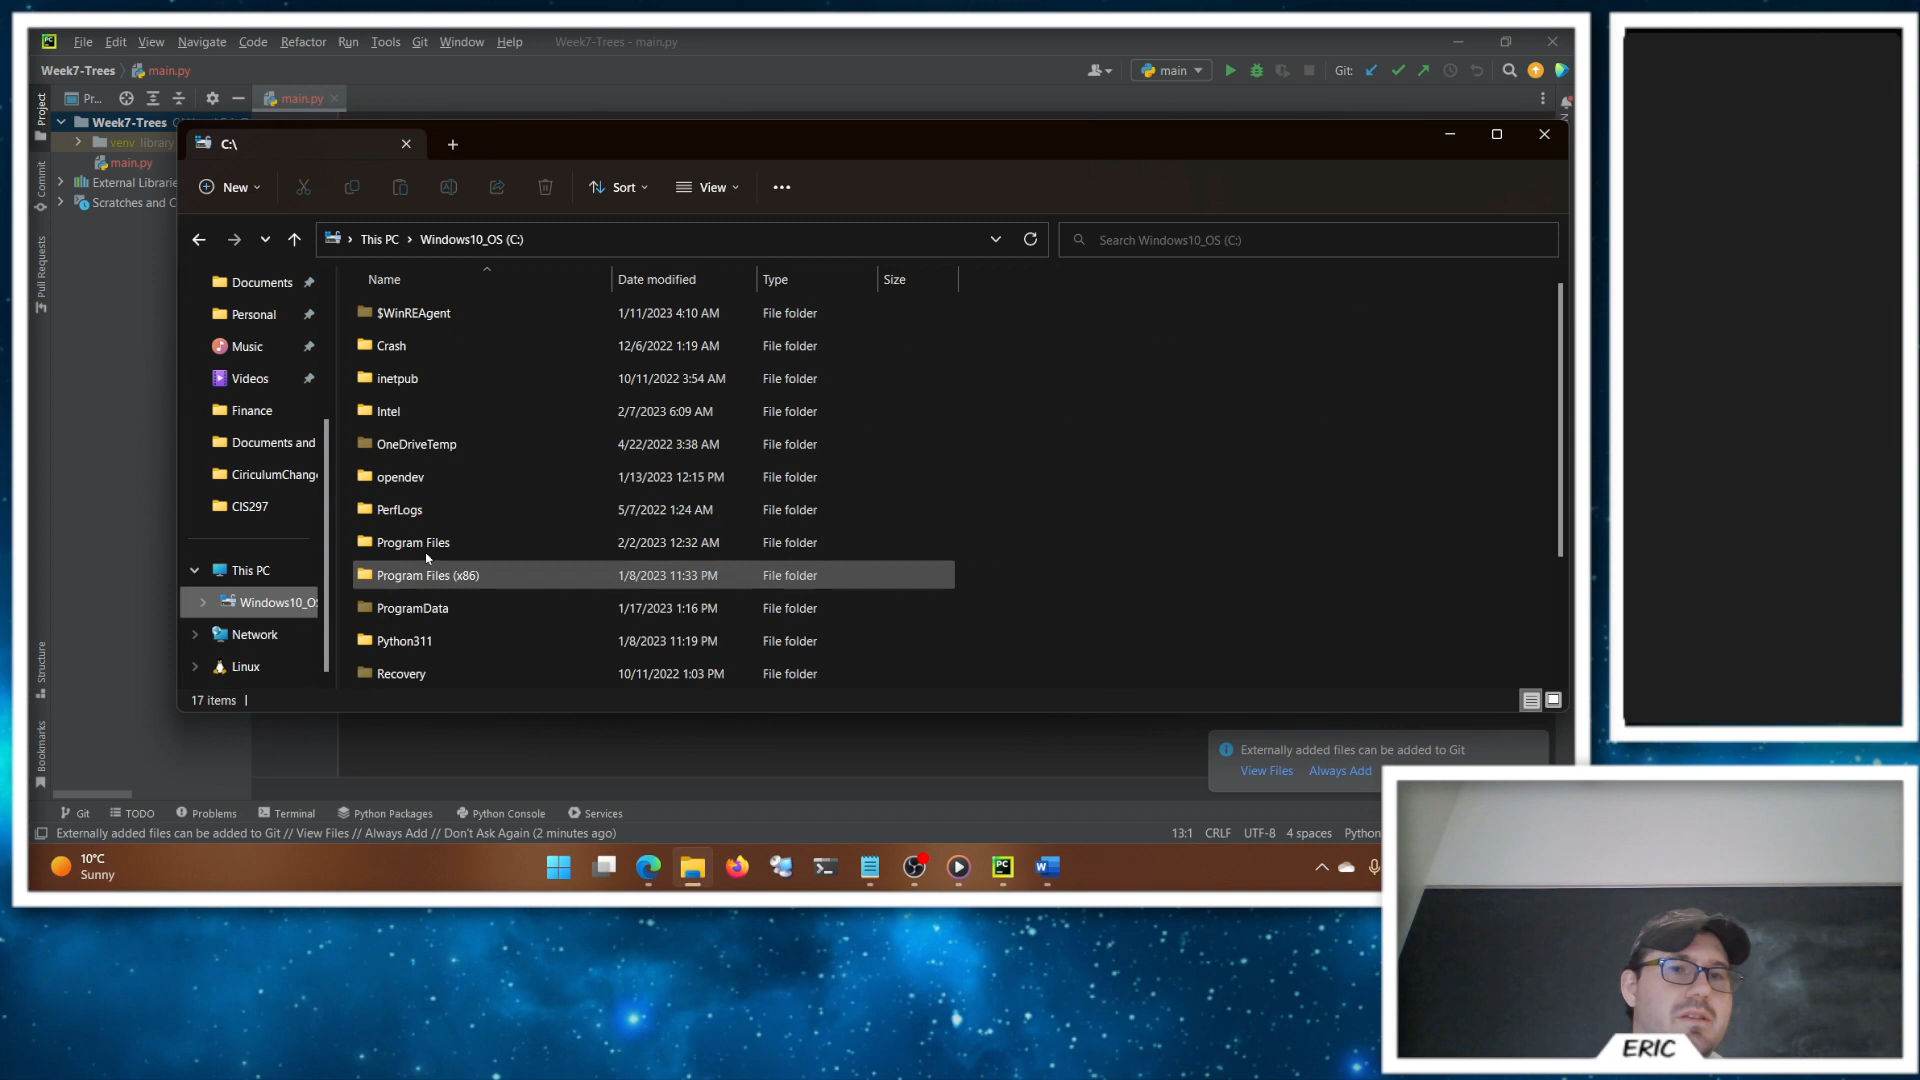 PC File Edit View Navigate Code Refactor Run Tools Git Window Help Week7-Trees - main.py
Week7-Trees main.py main Git:
Pr... main.py
Project
Week7-Trees
venv library
main.py
External Librarie
Scratches and C
Commit
Pull Requests
Structure
Bookmarks
C:\
New Sort View
This PC Windows10_OS (C:) Search Windows10_OS (C:)
Documents
Personal
Music
Videos
Finance
Documents and
CiriculumChang
CIS297
This PC
Windows10_O
Network
Linux
Name Date modified Type Size
$WinREAgent 1/11/2023 4:10 AM File folder
Crash 12/6/2022 1:19 AM File folder
inetpub 10/11/2022 3:54 AM File folder
Intel 2/7/2023 6:09 AM File folder
OneDriveTemp 4/22/2022 3:38 AM File folder
opendev 1/13/2023 12:15 PM File folder
PerfLogs 5/7/2022 1:24 AM File folder
Program Files 2/2/2023 12:32 AM File folder
Program Files (x86) 1/8/2023 11:33 PM File folder
ProgramData 1/17/2023 1:16 PM File folder
Python311 1/8/2023 11:19 PM File folder
Recovery 10/11/2022 1:03 PM File folder
17 items
Externally added files can be added to Git
View Files Always Add
Git TODO Problems Terminal Python Packages Python Console Services
Externally added files can be added to Git // View Files // Always Add // Don't Ask Again (2 minutes ago) 13:1 CRLF UTF-8 4 spaces Python
10°C
Sunny
PC W
ERIC